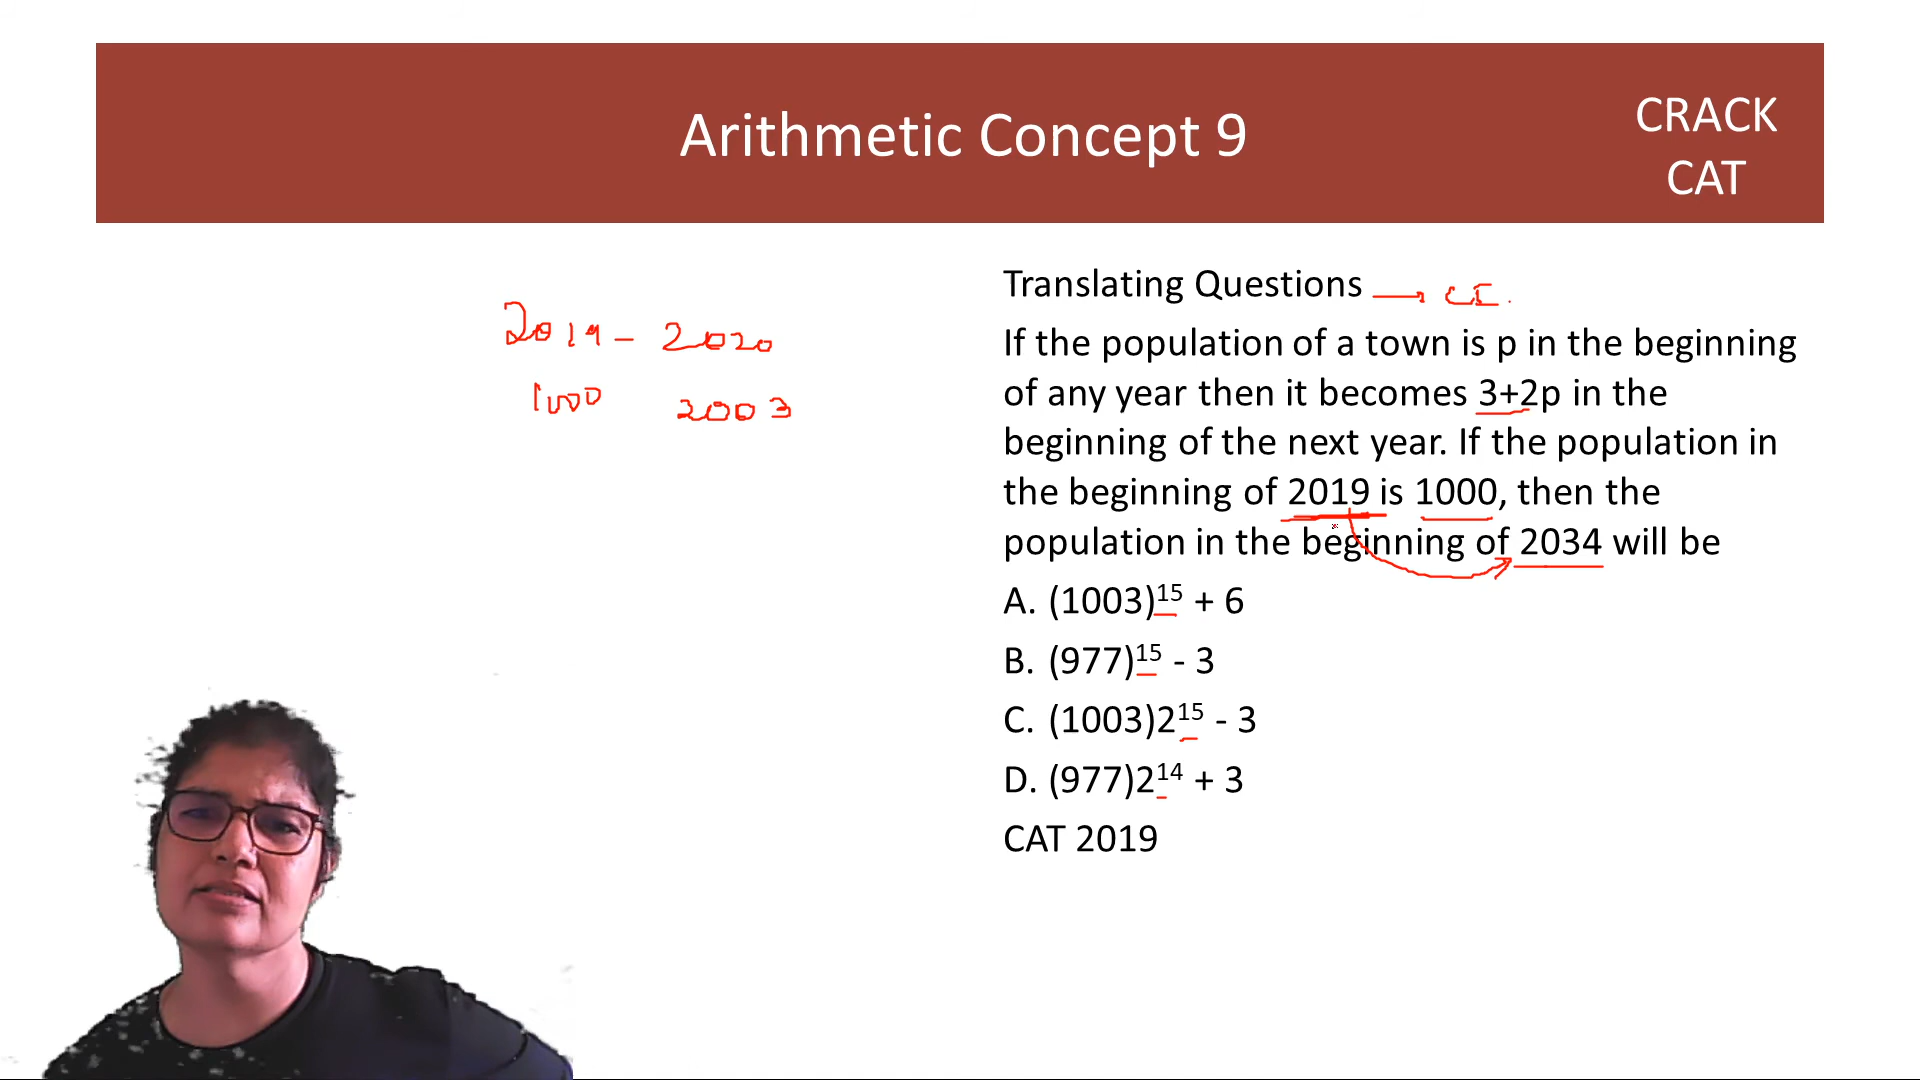 Arithmetic Concept 9
CRACK
CAT
2019 - 2020
1000 2003
Translating Questions → CI.
If the population of a town is p in the beginning
of any year then it becomes 3+2p in the
beginning of the next year. If the population in
the beginning of 2019 is 1000, then the
population in the beginning of 2034 will be
A. (1003)¹⁵ + 6
B. (977)¹⁵ - 3
C. (1003)2¹⁵ - 3
D. (977)2¹⁴ + 3
CAT 2019